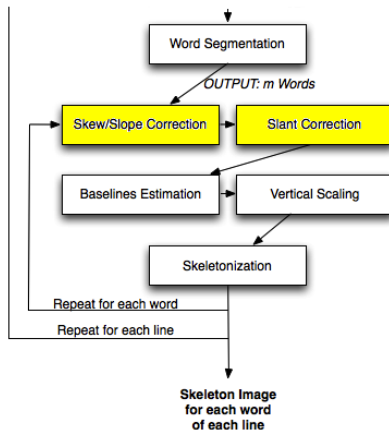 Word Segmentation
OUTPUT: m Words
Skew/Slope Correction
Slant Correction
Baselines Estimation
Vertical Scaling
Skeletonization
Repeat for each word
Repeat for each line
Skeleton Image
for each word
of each line